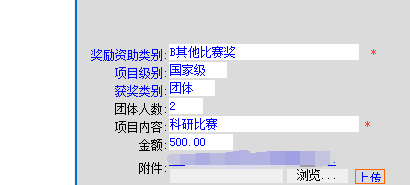 奖励资助类别:B其他比赛奖 *
项目级别:国家级
获奖类别:团体
团体人数:2
项目内容:科研比赛 *
金额:500.00
附件:
浏览... 上传